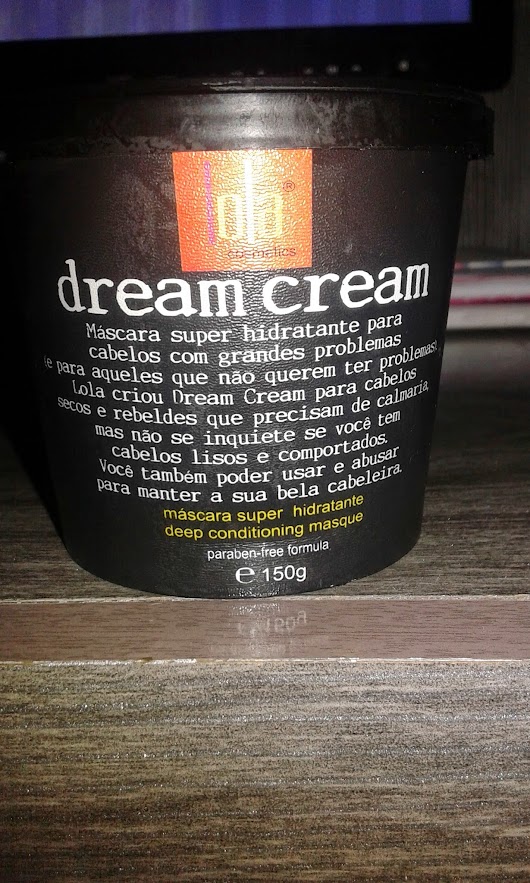 lola®
cosmetics
dream cream
Máscara super hidratante para
cabelos com grandes problemas
(e para aqueles que não querem ter problemas).
Lola criou Dream Cream para cabelos
secos e rebeldes que precisam de calmaria,
mas não se inquiete se você tem
cabelos lisos e comportados.
Você também poder usar e abusar
para manter a sua bela cabeleira.
máscara super hidratante
deep conditioning masque
paraben-free formula
℮ 150g